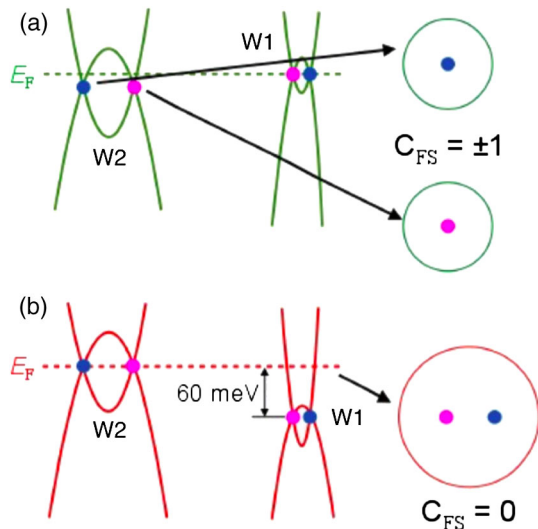 (a)
W1
E_F
W2
C_FS = ±1
(b)
E_F
60 meV
W2
W1
C_FS = 0